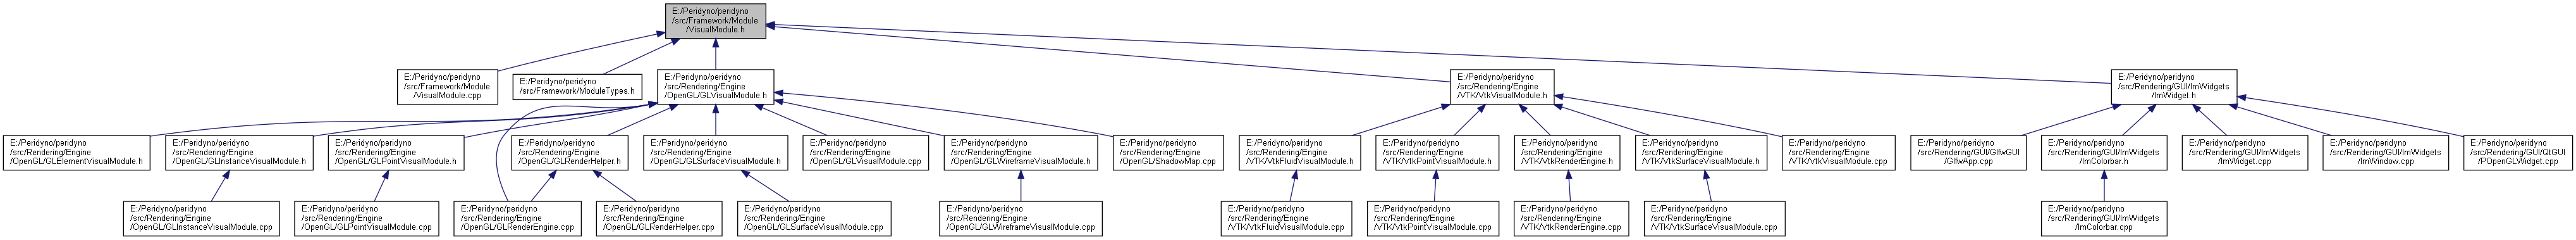 E:/Peridyno/peridyno
/src/Framework/Module
/VisualModule.h
E:/Peridyno/peridyno
/src/Framework/Module
/VisualModule.cpp
E:/Peridyno/peridyno
/src/Framework/ModuleTypes.h
E:/Peridyno/peridyno
/src/Rendering/Engine
/OpenGL/GLVisualModule.h
E:/Peridyno/peridyno
/src/Rendering/Engine
/VTK/VtkVisualModule.h
E:/Peridyno/peridyno
/src/Rendering/GUI/ImWidgets
/ImWidget.h
E:/Peridyno/peridyno
/src/Rendering/Engine
/OpenGL/GLElementVisualModule.h
E:/Peridyno/peridyno
/src/Rendering/Engine
/OpenGL/GLInstanceVisualModule.h
E:/Peridyno/peridyno
/src/Rendering/Engine
/OpenGL/GLPointVisualModule.h
E:/Peridyno/peridyno
/src/Rendering/Engine
/OpenGL/GLRenderHelper.h
E:/Peridyno/peridyno
/src/Rendering/Engine
/OpenGL/GLSurfaceVisualModule.h
E:/Peridyno/peridyno
/src/Rendering/Engine
/OpenGL/GLVisualModule.cpp
E:/Peridyno/peridyno
/src/Rendering/Engine
/OpenGL/GLWireframeVisualModule.h
E:/Peridyno/peridyno
/src/Rendering/Engine
/OpenGL/ShadowMap.cpp
E:/Peridyno/peridyno
/src/Rendering/Engine
/VTK/VtkFluidVisualModule.h
E:/Peridyno/peridyno
/src/Rendering/Engine
/VTK/VtkPointVisualModule.h
E:/Peridyno/peridyno
/src/Rendering/Engine
/VTK/VtkRenderEngine.h
E:/Peridyno/peridyno
/src/Rendering/Engine
/VTK/VtkSurfaceVisualModule.h
E:/Peridyno/peridyno
/src/Rendering/Engine
/VTK/VtkVisualModule.cpp
E:/Peridyno/peridyno
/src/Rendering/GUI/GlfwGUI
/GlfwApp.cpp
E:/Peridyno/peridyno
/src/Rendering/GUI/ImWidgets
/ImColorbar.h
E:/Peridyno/peridyno
/src/Rendering/GUI/ImWidgets
/ImWidget.cpp
E:/Peridyno/peridyno
/src/Rendering/GUI/ImWidgets
/ImWindow.cpp
E:/Peridyno/peridyno
/src/Rendering/GUI/QtGUI
/POpenGLWidget.cpp
E:/Peridyno/peridyno
/src/Rendering/Engine
/OpenGL/GLInstanceVisualModule.cpp
E:/Peridyno/peridyno
/src/Rendering/Engine
/OpenGL/GLPointVisualModule.cpp
E:/Peridyno/peridyno
/src/Rendering/Engine
/OpenGL/GLRenderEngine.cpp
E:/Peridyno/peridyno
/src/Rendering/Engine
/OpenGL/GLRenderHelper.cpp
E:/Peridyno/peridyno
/src/Rendering/Engine
/OpenGL/GLSurfaceVisualModule.cpp
E:/Peridyno/peridyno
/src/Rendering/Engine
/OpenGL/GLWireframeVisualModule.cpp
E:/Peridyno/peridyno
/src/Rendering/Engine
/VTK/VtkFluidVisualModule.cpp
E:/Peridyno/peridyno
/src/Rendering/Engine
/VTK/VtkPointVisualModule.cpp
E:/Peridyno/peridyno
/src/Rendering/Engine
/VTK/VtkRenderEngine.cpp
E:/Peridyno/peridyno
/src/Rendering/Engine
/VTK/VtkSurfaceVisualModule.cpp
E:/Peridyno/peridyno
/src/Rendering/GUI/ImWidgets
/ImColorbar.cpp